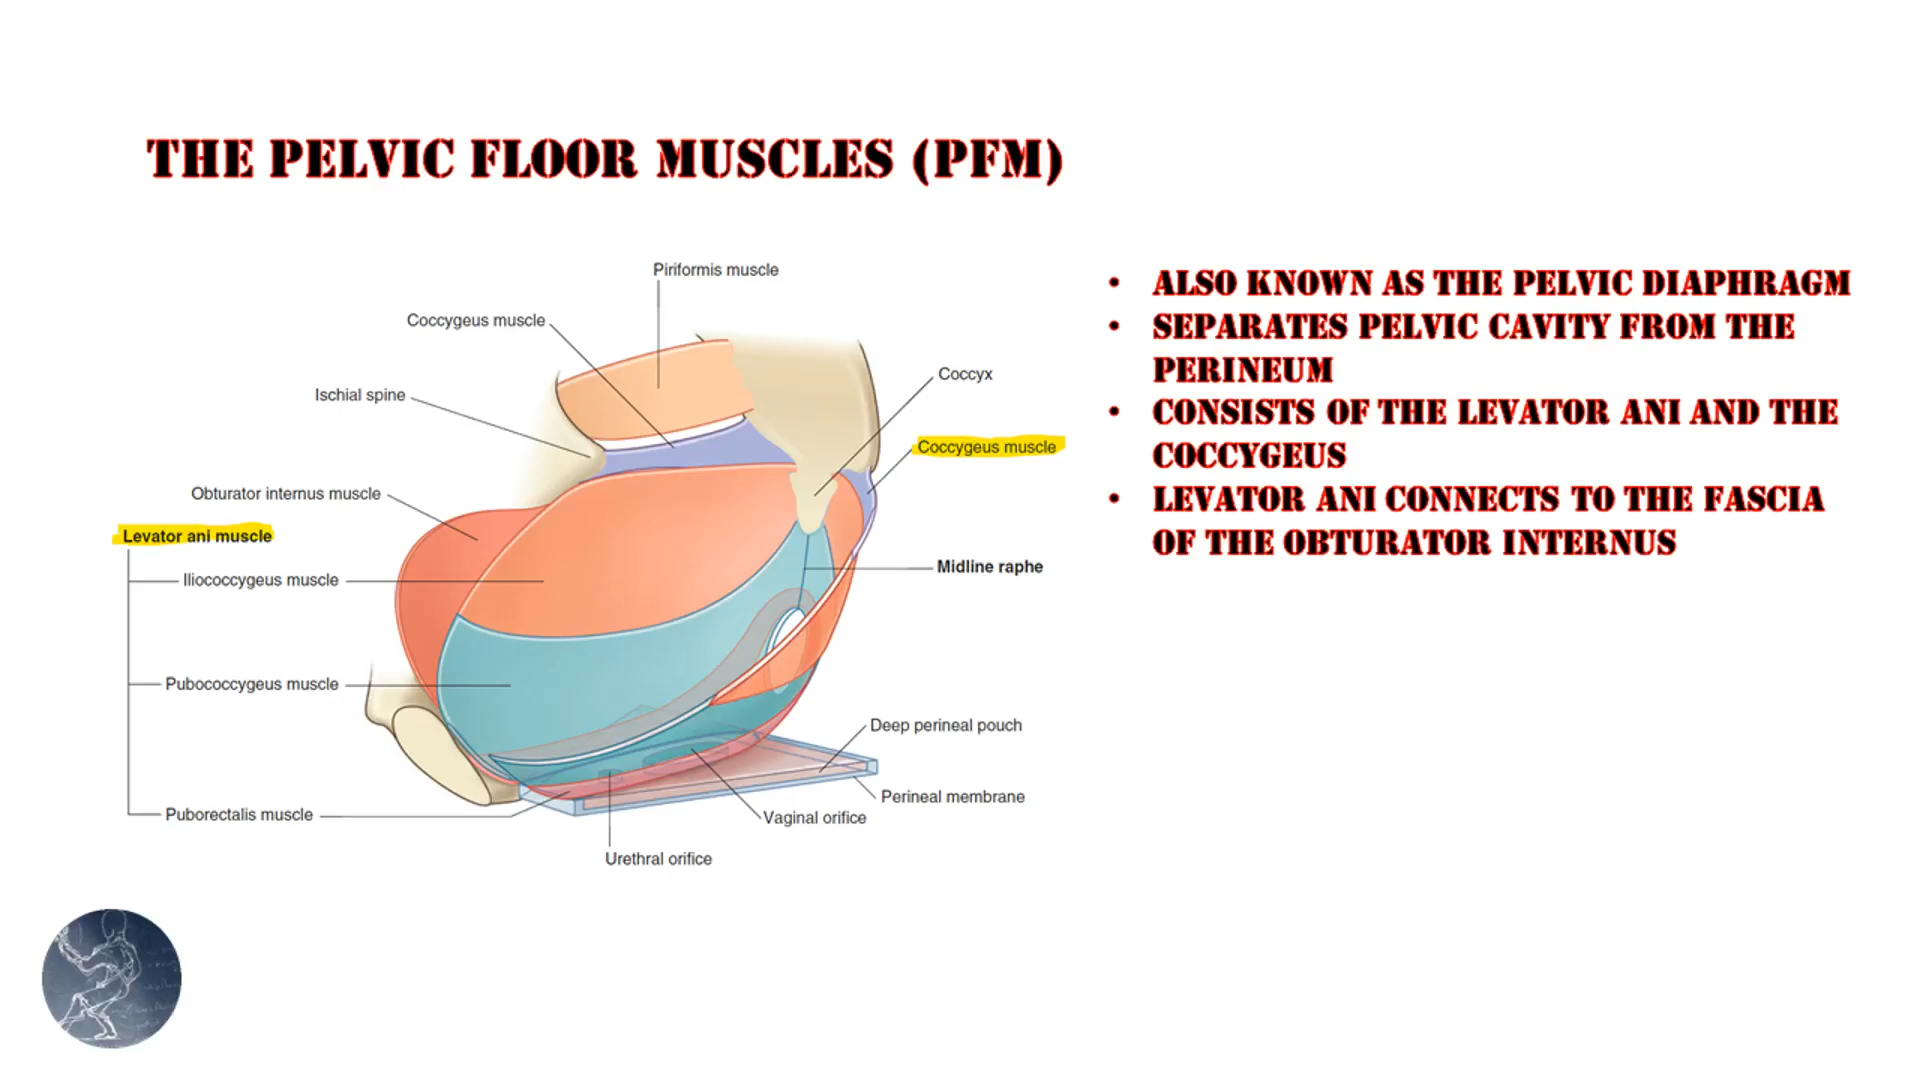 THE PELVIC FLOOR MUSCLES (PFM)
Piriformis muscle
Coccygeus muscle
Ischial spine
Coccyx
Coccygeus muscle
Obturator internus muscle
Levator ani muscle
Iliococcygeus muscle
Midline raphe
Pubococcygeus muscle
Deep perineal pouch
Perineal membrane
Puborectalis muscle
Vaginal orifice
Urethral orifice
• ALSO KNOWN AS THE PELVIC DIAPHRAGM
• SEPARATES PELVIC CAVITY FROM THE
PERINEUM
• CONSISTS OF THE LEVATOR ANI AND THE
COCCYGEUS
• LEVATOR ANI CONNECTS TO THE FASCIA
OF THE OBTURATOR INTERNUS